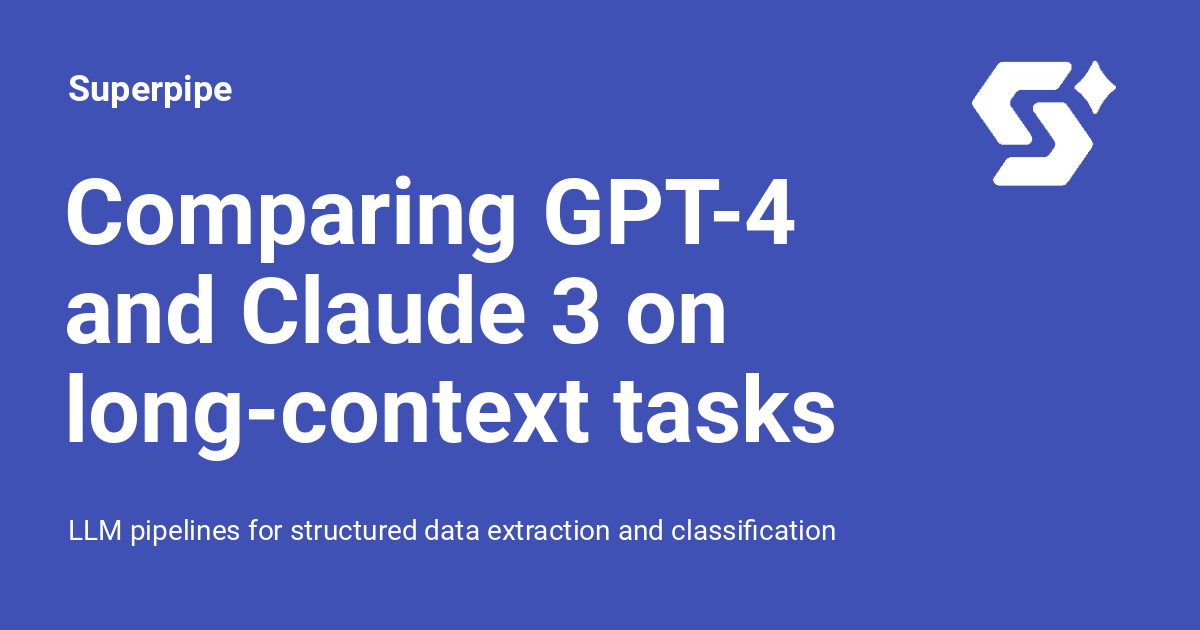 Superpipe
Comparing GPT-4
and Claude 3 on
long-context tasks
LLM pipelines for structured data extraction and classification